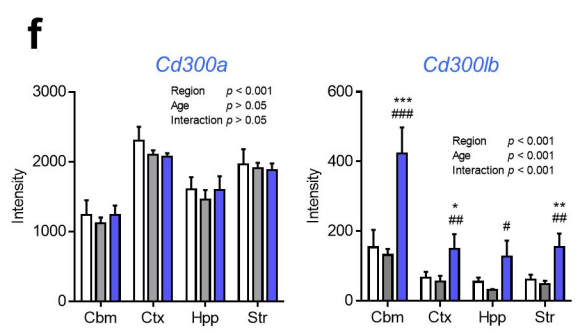 f
Cd300a
Region p < 0.001
Age p > 0.05
Interaction p > 0.05
Intensity
3000
2000
1000
0
Cbm Ctx Hpp Str
Cd300lb
Region p < 0.001
Age p < 0.001
Interaction p < 0.001
Intensity
600
400
200
0
***
###
*
##
#
**
##
Cbm Ctx Hpp Str